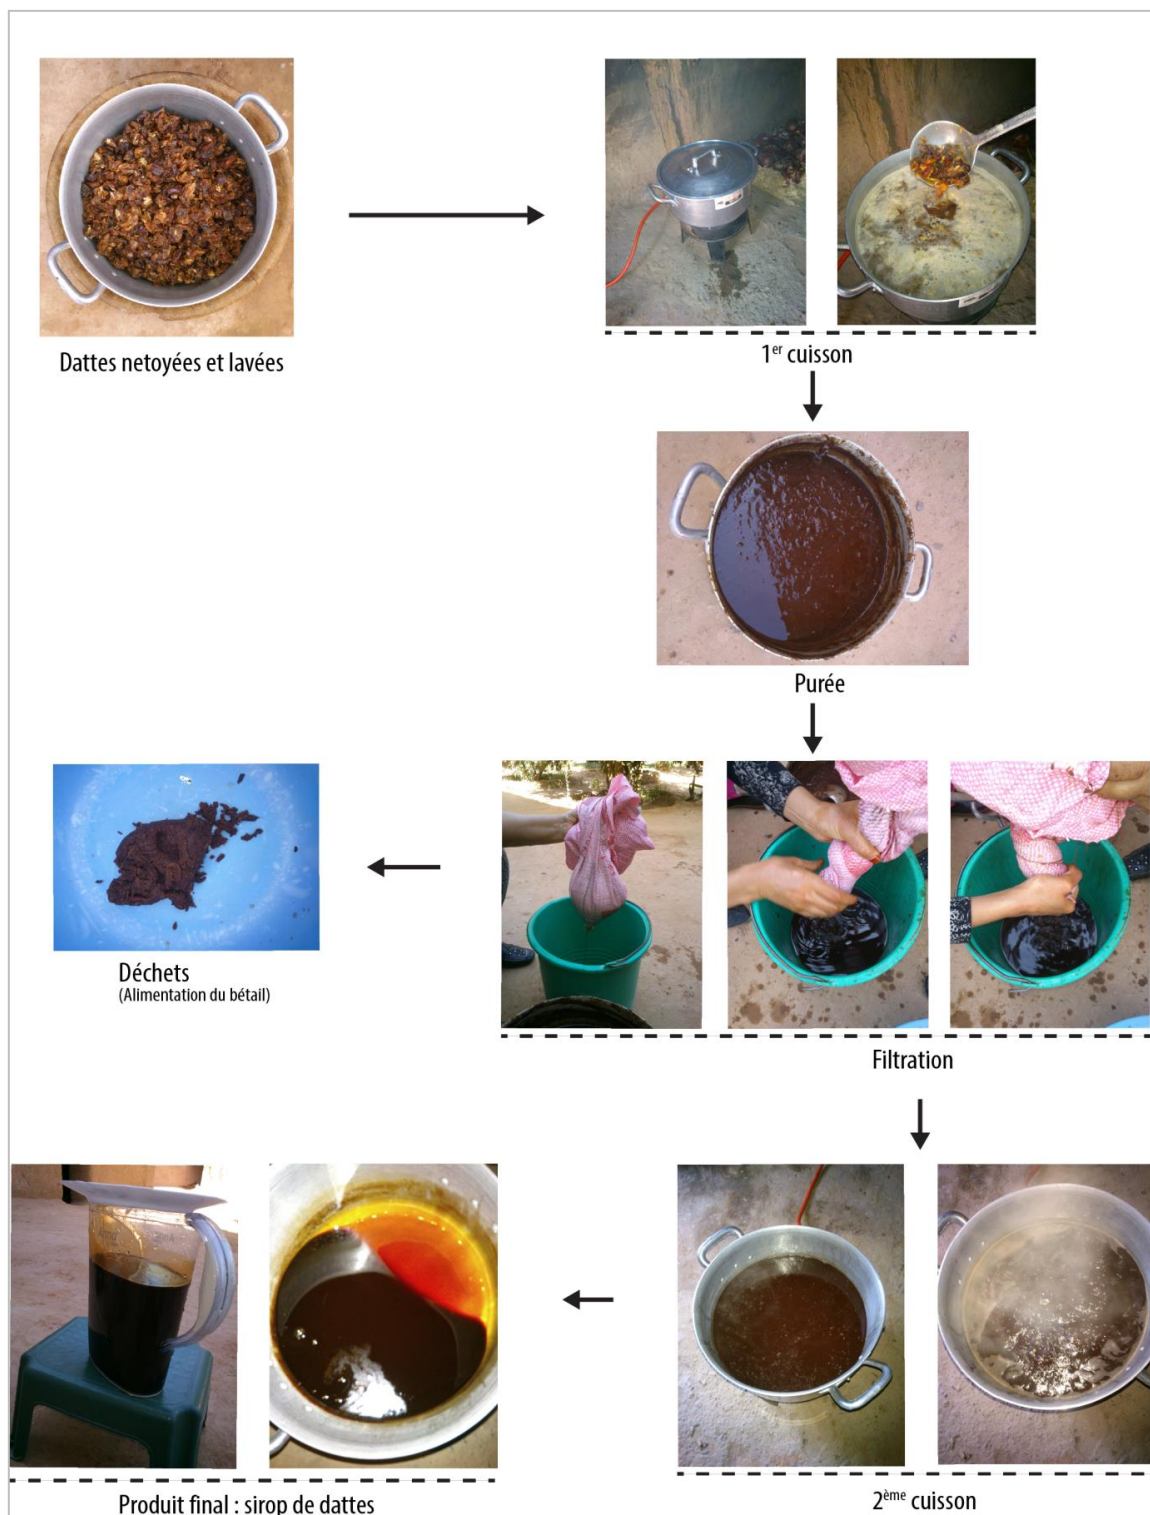 Dattes netoyées et lavées
1er cuisson
Purée
Déchets
(Alimentation du bétail)
Filtration
Produit final : sirop de dattes
2ème cuisson